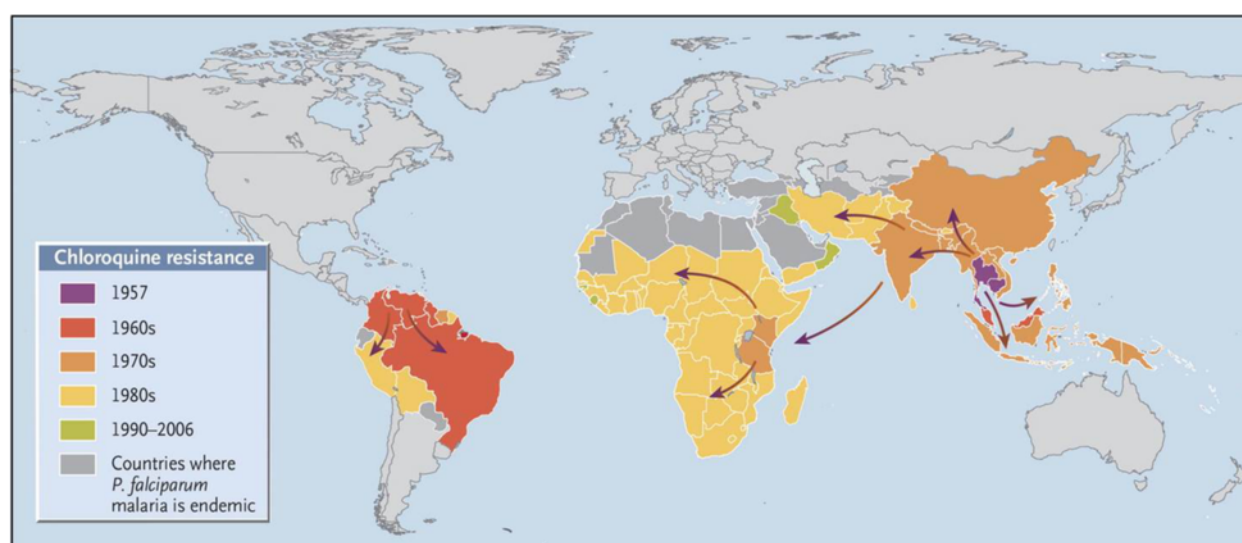 Chloroquine resistance
1957
1960s
1970s
1980s
1990–2006
Countries where
P. falciparum
malaria is endemic